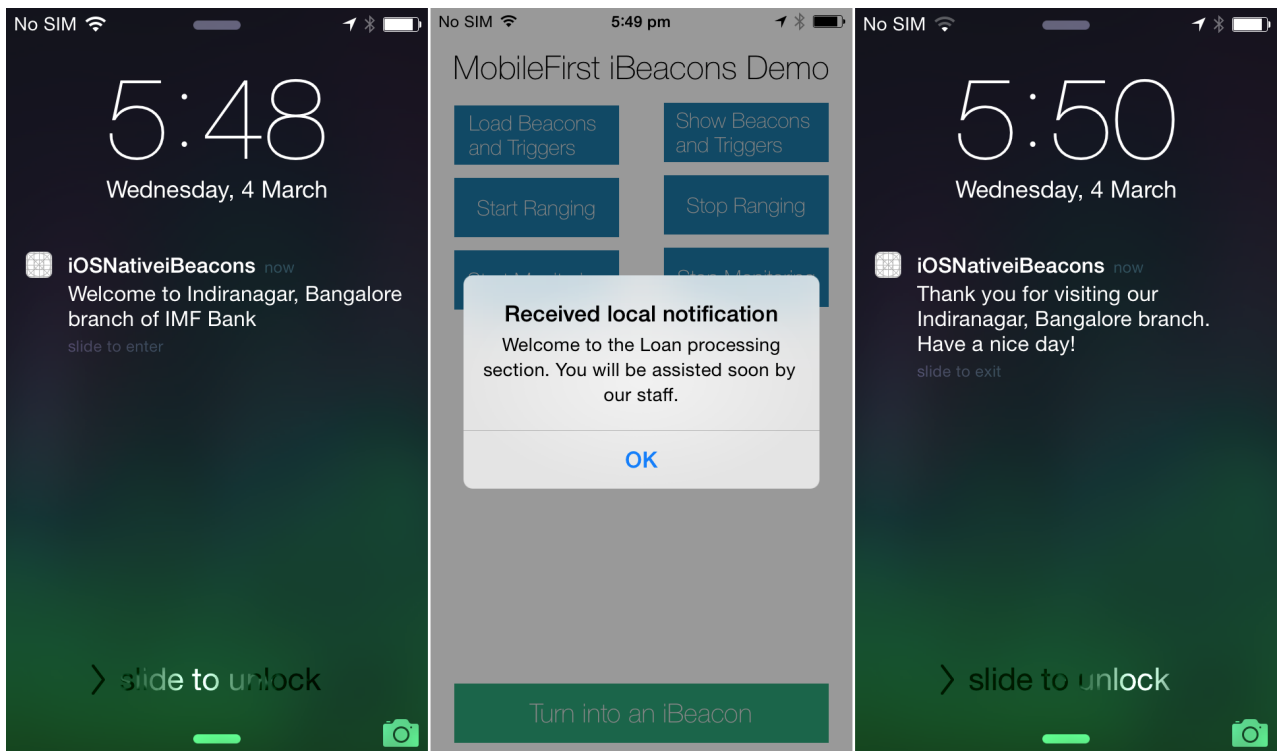 No SIM
5:48
Wednesday, 4 March
iOSNativeiBeacons now
Welcome to Indiranagar, Bangalore
branch of IMF Bank
slide to enter
slide to unlock
No SIM
5:49 pm
MobileFirst iBeacons Demo
Load Beacons
and Triggers
Show Beacons
and Triggers
Start Ranging
Stop Ranging
Start Monitoring
Stop Monitoring
Received local notification
Welcome to the Loan processing
section. You will be assisted soon by
our staff.
OK
Turn into an iBeacon
No SIM
5:50
Wednesday, 4 March
iOSNativeiBeacons now
Thank you for visiting our
Indiranagar, Bangalore branch.
Have a nice day!
slide to exit
slide to unlock